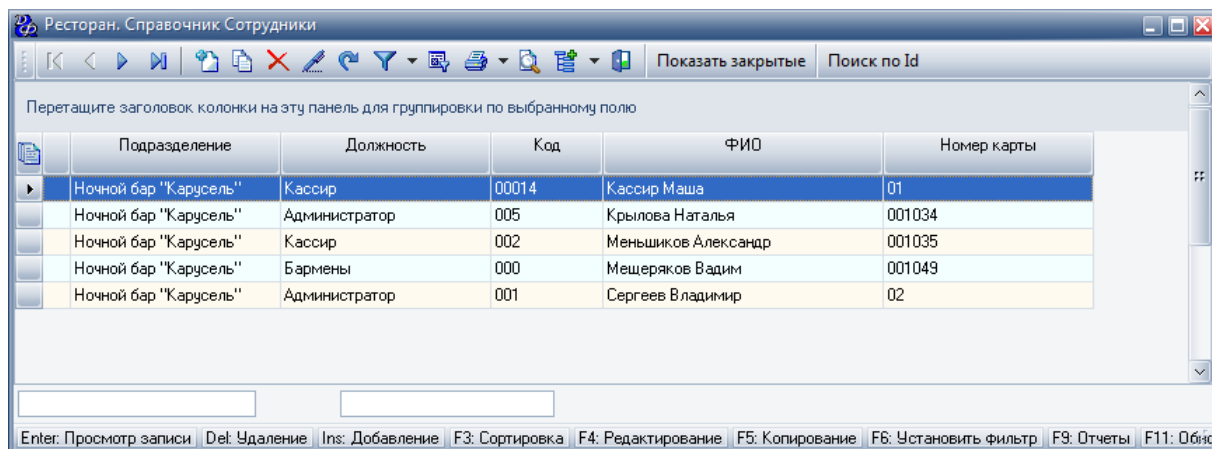 Ресторан. Справочник Сотрудники
Показать закрытые Поиск по Id
Перетащите заголовок колонки на эту панель для группировки по выбранному полю
Подразделение Должность Код ФИО Номер карты
Ночной бар "Карусель" Кассир 00014 Кассир Маша 01
Ночной бар "Карусель" Администратор 005 Крылова Наталья 001034
Ночной бар "Карусель" Кассир 002 Меньшиков Александр 001035
Ночной бар "Карусель" Бармены 000 Мещеряков Вадим 001049
Ночной бар "Карусель" Администратор 001 Сергеев Владимир 02
Enter: Просмотр записи Del: Удаление Ins: Добавление F3: Сортировка F4: Редактирование F5: Копирование F6: Установить фильтр F9: Отчеты F11: